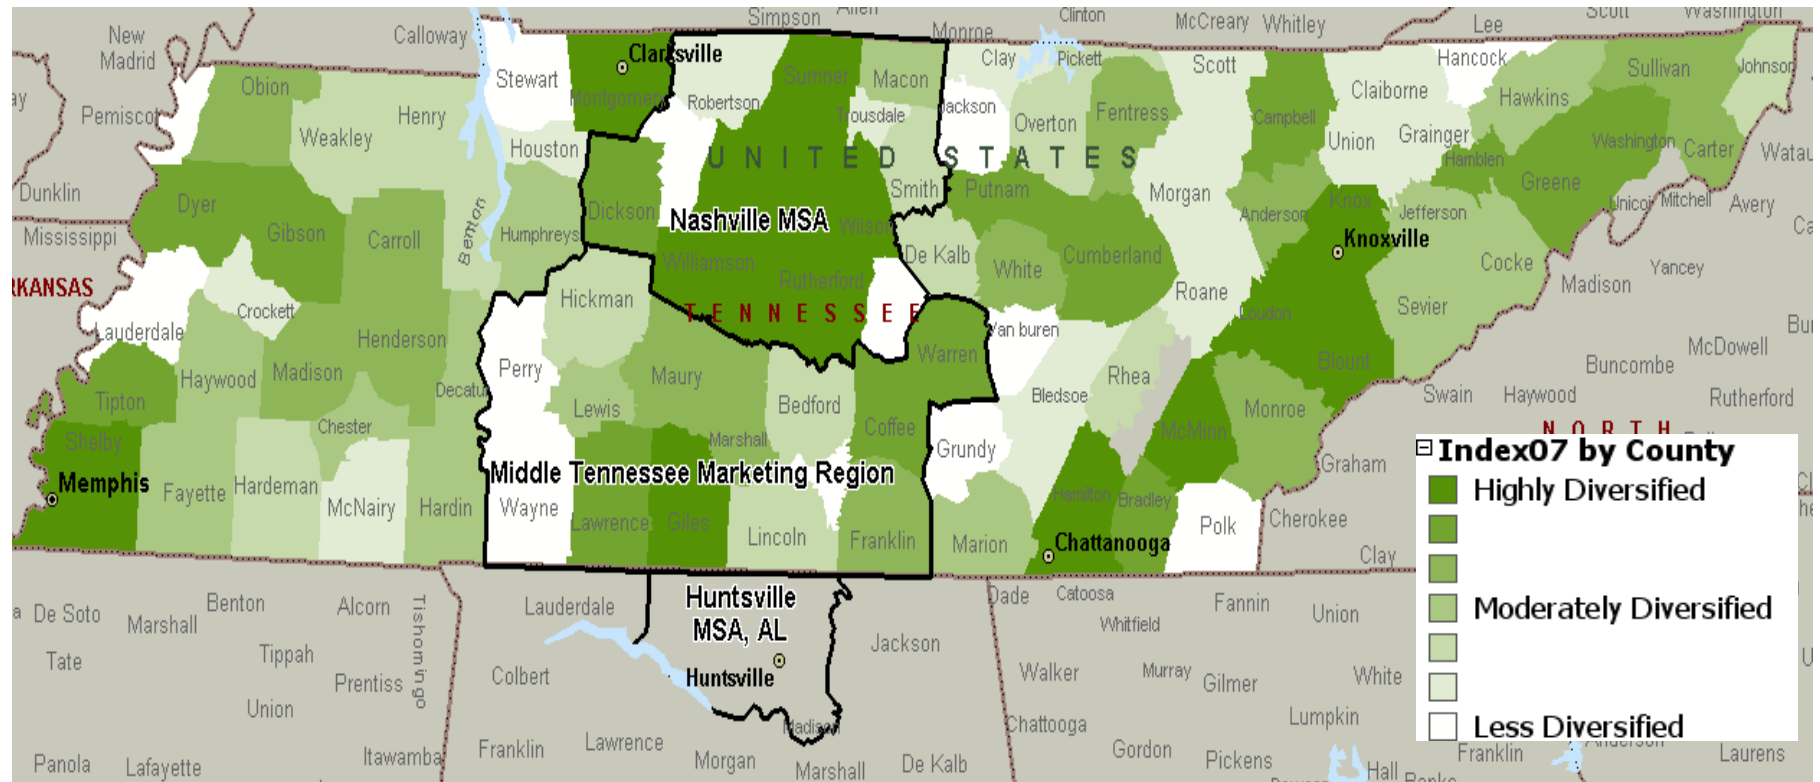 Simpson
Allen
Monroe
Clinton
McCreary
Whitley
Lee
Scott
Washington
New
Madrid
Calloway
Clarksville
Stewart
Montgomery
Robertson
Sumner
Macon
Trousdale
Clay
Pickett
Scott
Jackson
Overton
Fentress
Campbell
Claiborne
Hancock
Hawkins
Sullivan
Johnson
Pemiscot
Obion
Weakley
Henry
Houston
Union
Grainger
Hamblen
Washington
Carter
UNITED STATES
Dunklin
Dyer
Gibson
Carroll
Benton
Humphreys
Dickson
Nashville MSA
Smith
Wilson
Putnam
Morgan
Anderson
Knox
Knoxville
Jefferson
Greene
Unicoi
Mitchell
Avery
Mississippi
Williamson
Rutherford
De Kalb
White
Cumberland
Roane
Loudon
Cocke
Sevier
Madison
Yancey
RKANSAS
Lauderdale
Crockett
Henderson
Hickman
TENNESSEE
Van buren
Warren
Blount
Buncombe
McDowell
Tipton
Haywood
Madison
Decatur
Perry
Lewis
Maury
Bedford
Bledsoe
Rhea
Monroe
Swain
Haywood
Rutherford
Shelby
Memphis
Chester
Marshall
Coffee
Grundy
McMinn
NORTH
Graham
Fayette
Hardeman
McNairy
Hardin
Middle Tennessee Marketing Region
Wayne
Lawrence
Giles
Lincoln
Franklin
Marion
Hamilton
Bradley
Chattanooga
Polk
Cherokee
Clay
Index07 by County
Highly Diversified
Moderately Diversified
Less Diversified
De Soto
Marshall
Benton
Alcorn
Tishomingo
Lauderdale
Huntsville
MSA, AL
Huntsville
Jackson
Dade
Catoosa
Whitfield
Fannin
Union
Tate
Tippah
Prentiss
Colbert
Walker
Murray
Gilmer
White
Union
Madison
Chattooga
Lumpkin
Panola
Lafayette
Itawamba
Franklin
Lawrence
Morgan
Marshall
De Kalb
Gordon
Pickens
Hall
Banks
Franklin
Anderson
Laurens